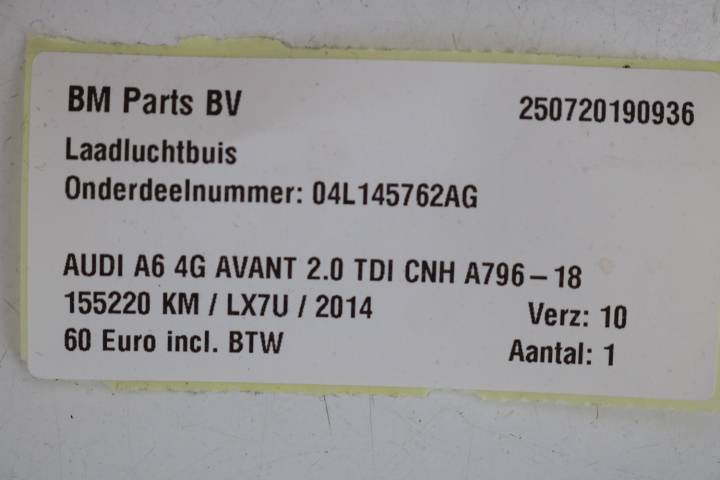 BM Parts BV 250720190936
Laadluchtbuis
Onderdeelnummer: 04L145762AG
AUDI A6 4G AVANT 2.0 TDI CNH A796-18
155220 KM / LX7U / 2014 Verz: 10
60 Euro incl. BTW Aantal: 1